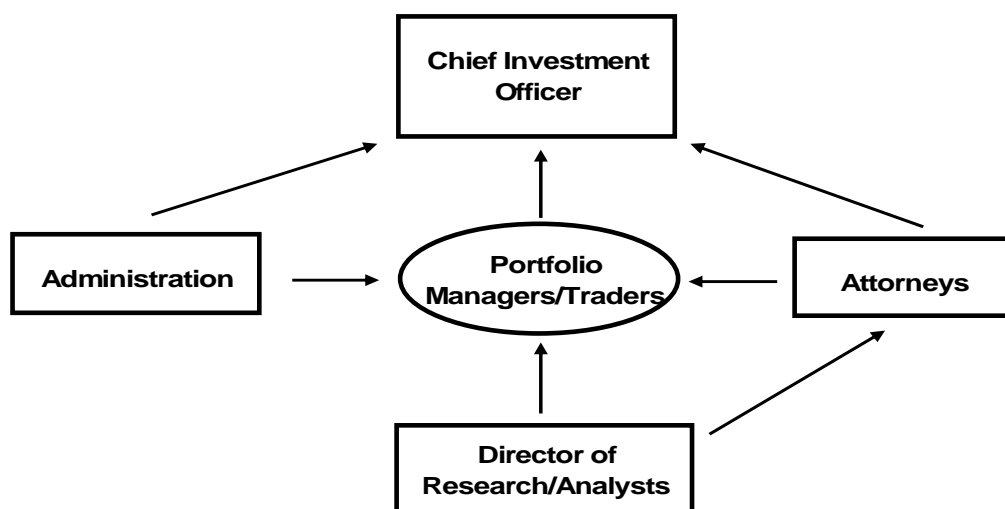 Chief Investment
Officer
Administration
Portfolio
Managers/Traders
Attorneys
Director of
Research/Analysts